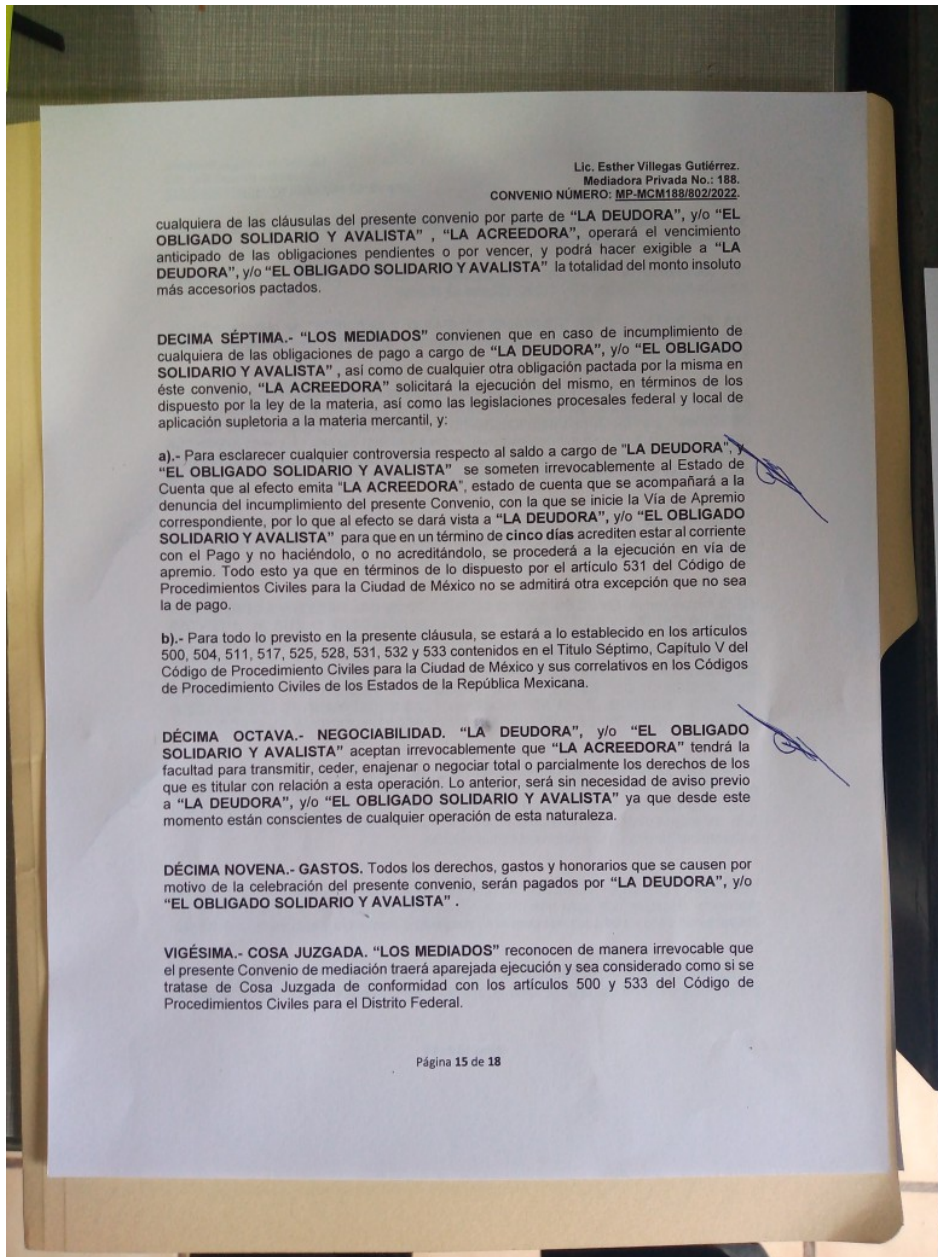 Lic. Esther Villegas Gutiérrez.
Mediadora Privada No.: 188.
CONVENIO NÚMERO: MP-MCM188/802/2022.
cualquiera de las cláusulas del presente convenio por parte de “LA DEUDORA”, y/o “EL
OBLIGADO SOLIDARIO Y AVALISTA” , “LA ACREEDORA”, operará el vencimiento
anticipado de las obligaciones pendientes o por vencer, y podrá hacer exigible a “LA
DEUDORA”, y/o “EL OBLIGADO SOLIDARIO Y AVALISTA” la totalidad del monto insoluto
más accesorios pactados.
DECIMA SÉPTIMA.- “LOS MEDIADOS” convienen que en caso de incumplimiento de
cualquiera de las obligaciones de pago a cargo de “LA DEUDORA”, y/o “EL OBLIGADO
SOLIDARIO Y AVALISTA” , así como de cualquier otra obligación pactada por la misma en
éste convenio, “LA ACREEDORA” solicitará la ejecución del mismo, en términos de los
dispuesto por la ley de la materia, así como las legislaciones procesales federal y local de
aplicación supletoria a la materia mercantil, y:
a).- Para esclarecer cualquier controversia respecto al saldo a cargo de “LA DEUDORA”, y
“EL OBLIGADO SOLIDARIO Y AVALISTA” se someten irrevocablemente al Estado de
Cuenta que al efecto emita “LA ACREEDORA”, estado de cuenta que se acompañará a la
denuncia del incumplimiento del presente Convenio, con la que se inicie la Vía de Apremio
correspondiente, por lo que al efecto se dará vista a “LA DEUDORA”, y/o “EL OBLIGADO
SOLIDARIO Y AVALISTA” para que en un término de cinco días acrediten estar al corriente
con el Pago y no haciéndolo, o no acreditándolo, se procederá a la ejecución en vía de
apremio. Todo esto ya que en términos de lo dispuesto por el artículo 531 del Código de
Procedimientos Civiles para la Ciudad de México no se admitirá otra excepción que no sea
la de pago.
b).- Para todo lo previsto en la presente cláusula, se estará a lo establecido en los artículos
500, 504, 511, 517, 525, 528, 531, 532 y 533 contenidos en el Titulo Séptimo, Capítulo V del
Código de Procedimiento Civiles para la Ciudad de México y sus correlativos en los Códigos
de Procedimiento Civiles de los Estados de la República Mexicana.
DÉCIMA OCTAVA.- NEGOCIABILIDAD. “LA DEUDORA”, y/o “EL OBLIGADO
SOLIDARIO Y AVALISTA” aceptan irrevocablemente que “LA ACREEDORA” tendrá la
facultad para transmitir, ceder, enajenar o negociar total o parcialmente los derechos de los
que es titular con relación a esta operación. Lo anterior, será sin necesidad de aviso previo
a “LA DEUDORA”, y/o “EL OBLIGADO SOLIDARIO Y AVALISTA” ya que desde este
momento están conscientes de cualquier operación de esta naturaleza.
DÉCIMA NOVENA.- GASTOS. Todos los derechos, gastos y honorarios que se causen por
motivo de la celebración del presente convenio, serán pagados por “LA DEUDORA”, y/o
“EL OBLIGADO SOLIDARIO Y AVALISTA” .
VIGÉSIMA.- COSA JUZGADA. “LOS MEDIADOS” reconocen de manera irrevocable que
el presente Convenio de mediación traerá aparejada ejecución y sea considerado como si se
tratase de Cosa Juzgada de conformidad con los artículos 500 y 533 del Código de
Procedimientos Civiles para el Distrito Federal.
Página 15 de 18